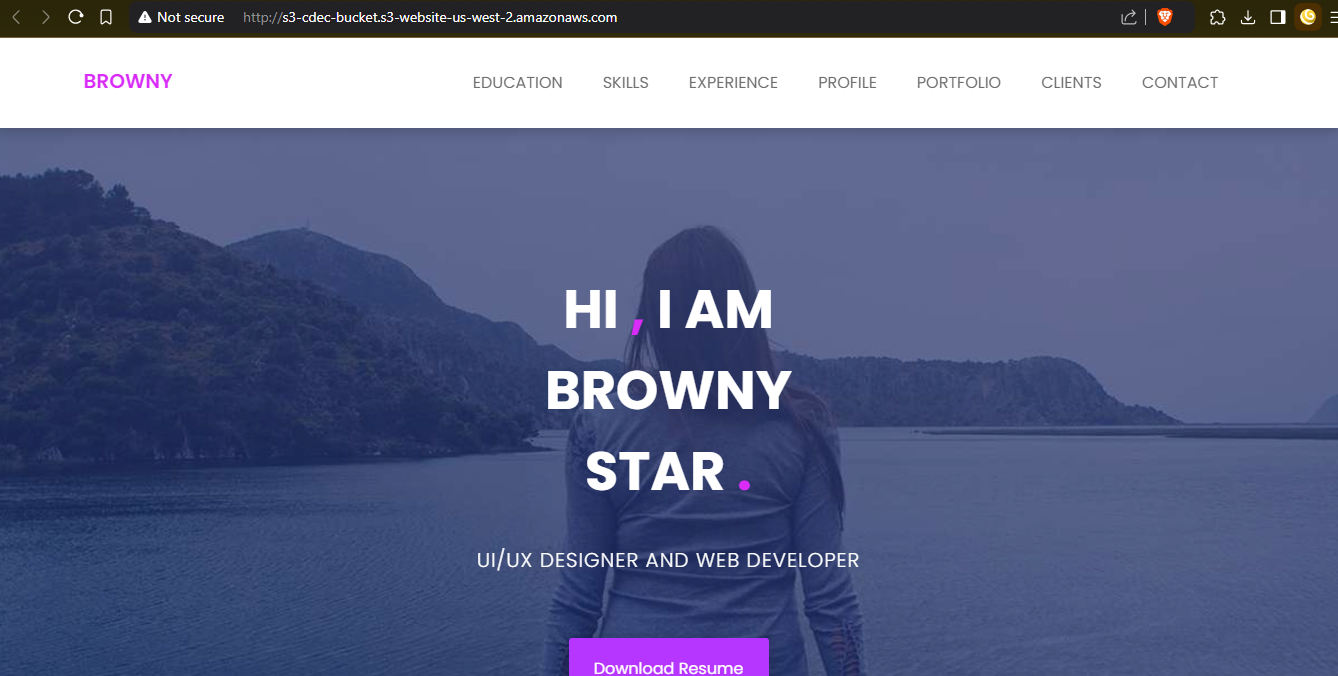 Not secure http://s3-cdec-bucket.s3-website-us-west-2.amazonaws.com
BROWNY EDUCATION SKILLS EXPERIENCE PROFILE PORTFOLIO CLIENTS CONTACT
HI , I AM
BROWNY
STAR .
UI/UX DESIGNER AND WEB DEVELOPER
Download Resume